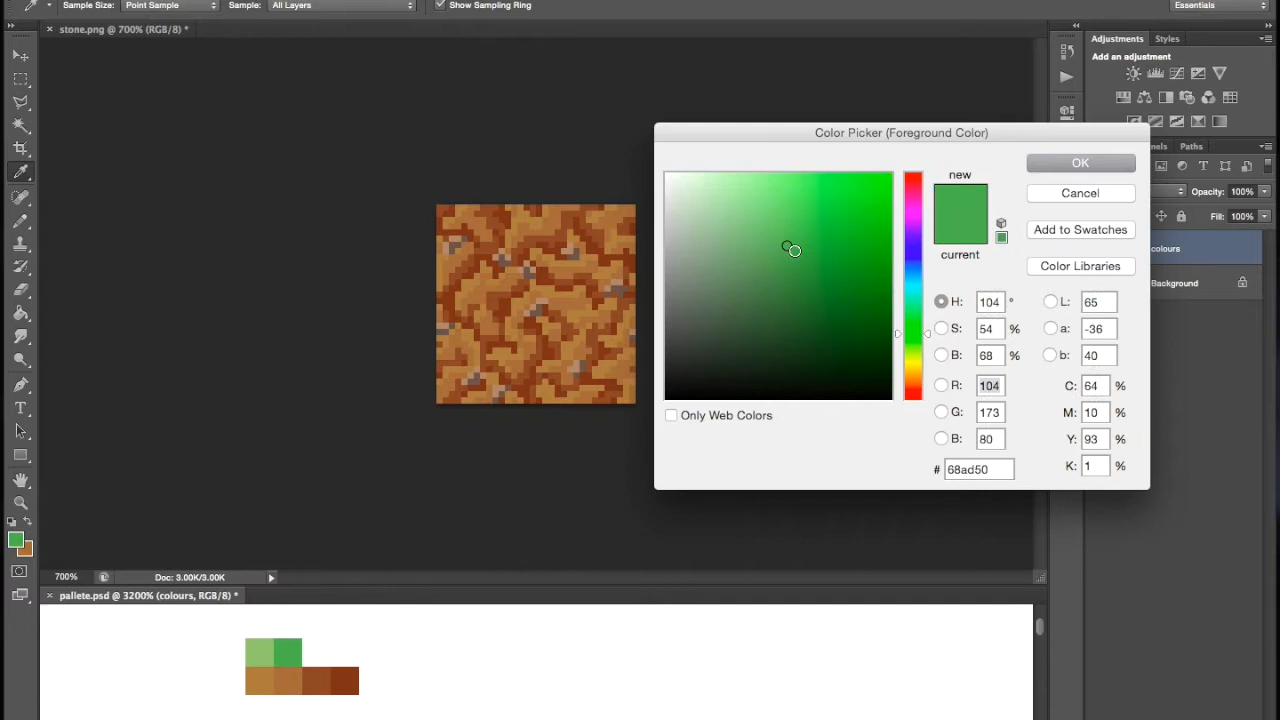 Sample Size: Point Sample Sample: All Layers Show Sampling Ring Essentials
× stone.png @ 700% (RGB/8) *
Adjustments Styles
Add an adjustment
Color Picker (Foreground Color)
nels Paths
new
OK
Cancel
Opacity: 100%
Fill: 100%
Add to Swatches
colours
current
Color Libraries
Background
H: 104 ° L: 65
S: 54 % a: -36
B: 68 % b: 40
R: 104 C: 64 %
G: 173 M: 10 %
Only Web Colors
B: 80 Y: 93 %
# 68ad50 K: 1 %
T
700% Doc: 3.00K/3.00K
× pallete.psd @ 3200% (colours, RGB/8) *